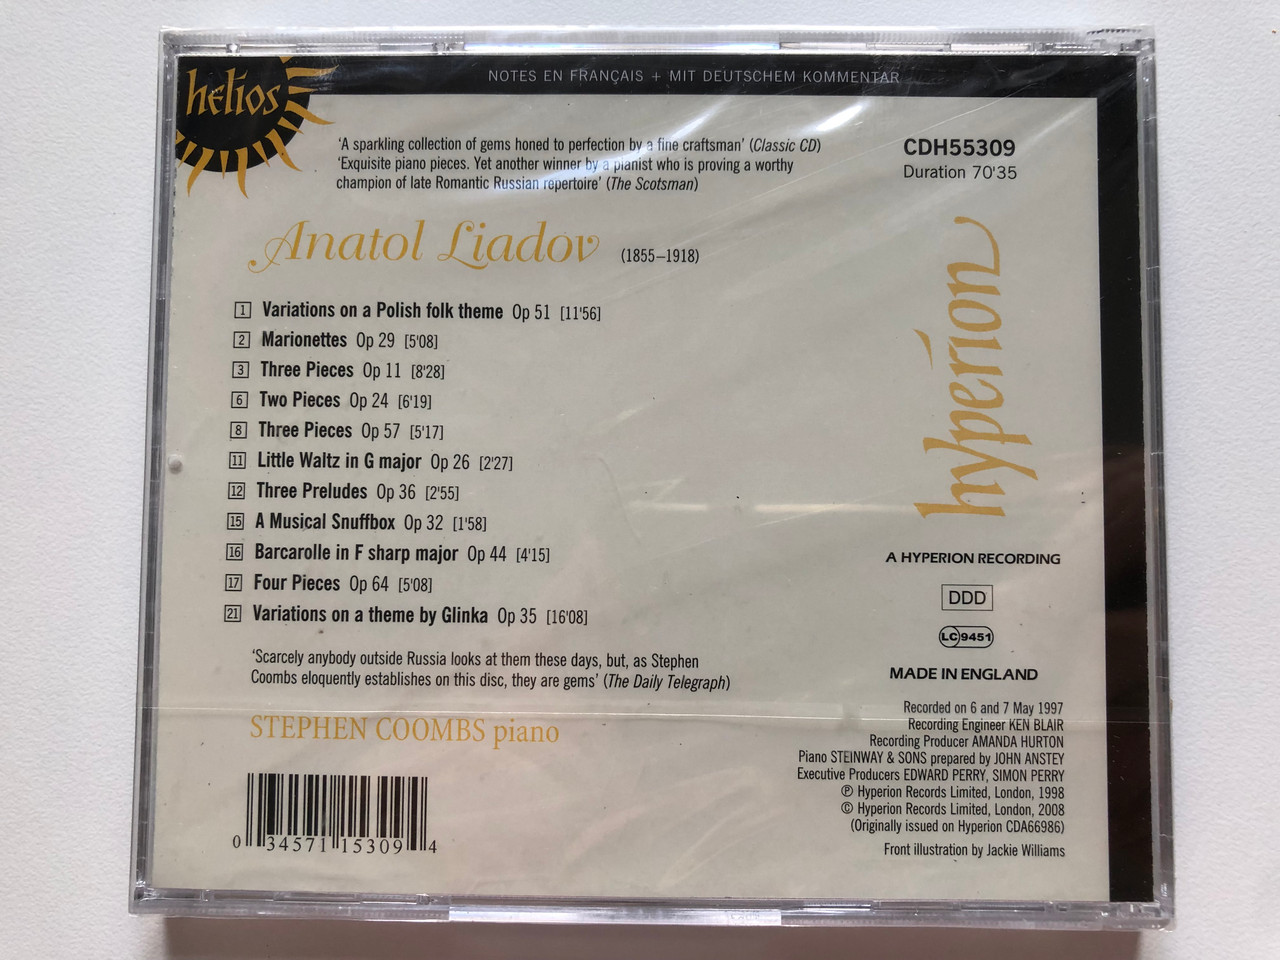 NOTES EN FRANÇAIS + MIT DEUTSCHEM KOMMENTAR
helios
'A sparkling collection of gems honed to perfection by a fine craftsman' (Classic CD)
'Exquisite piano pieces. Yet another winner by a pianist who is proving a worthy
champion of late Romantic Russian repertoire' (The Scotsman)
CDH55309
Duration 70'35
Anatol Liadov (1855–1918)
1 Variations on a Polish folk theme Op 51 [11'56]
2 Marionettes Op 29 [5'08]
3 Three Pieces Op 11 [8'28]
6 Two Pieces Op 24 [6'19]
8 Three Pieces Op 57 [5'17]
11 Little Waltz in G major Op 26 [2'27]
12 Three Preludes Op 36 [2'55]
15 A Musical Snuffbox Op 32 [1'58]
16 Barcarolle in F sharp major Op 44 [4'15]
17 Four Pieces Op 64 [5'08]
21 Variations on a theme by Glinka Op 35 [16'08]
'Scarcely anybody outside Russia looks at them these days, but, as Stephen
Coombs eloquently establishes on this disc, they are gems' (The Daily Telegraph)
STEPHEN COOMBS piano
0 34571 15309 4
hyperion
A HYPERION RECORDING
DDD
LC 9451
MADE IN ENGLAND
Recorded on 6 and 7 May 1997
Recording Engineer KEN BLAIR
Recording Producer AMANDA HURTON
Piano STEINWAY & SONS prepared by JOHN ANSTEY
Executive Producers EDWARD PERRY, SIMON PERRY
℗ Hyperion Records Limited, London, 1998
© Hyperion Records Limited, London, 2008
(Originally issued on Hyperion CDA66986)
Front illustration by Jackie Williams